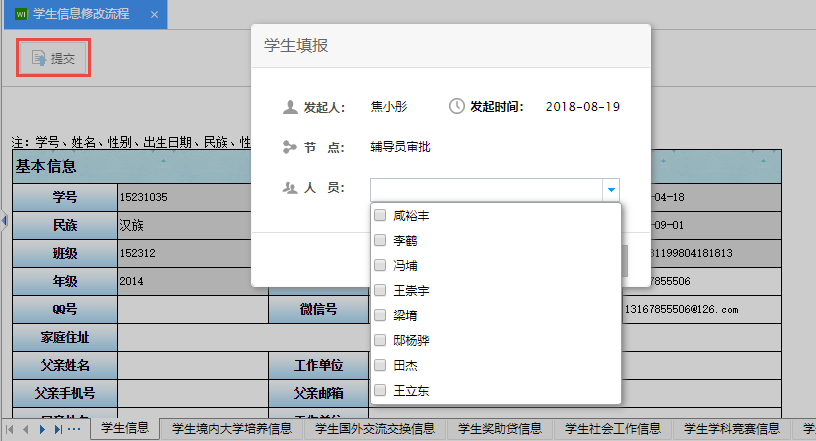 学生信息修改流程 ×
提交
学生填报
发起人： 焦小彤 发起时间： 2018-08-19
节 点： 辅导员审批
人 员：
咸裕丰
李鹤
冯埔
王崇宇
梁堉
邸杨骅
田杰
王立东
注：学号、姓名、性别、出生日期、民族、性
基本信息
学号 15231035 -04-18
民族 汉族 -09-01
班级 152312 31199804181813
年级 2014 167855506
QQ号 微信号 13167855506@126.com
家庭住址
父亲姓名 工作单位
父亲手机号 父亲邮箱
学生信息 学生境内大学培养信息 学生国外交流交换信息 学生奖助贷信息 学生社会工作信息 学生学科竞赛信息